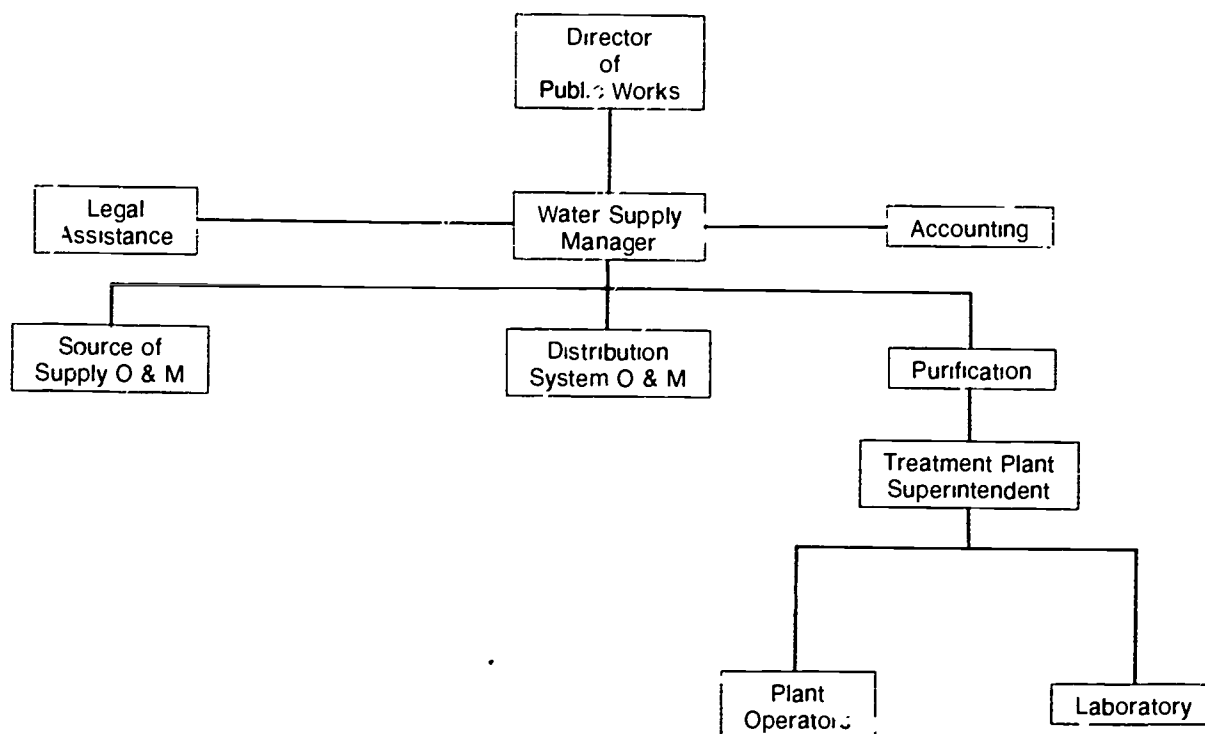 Director
of
Public Works
Legal
Assistance
Water Supply
Manager
Accounting
Source of
Supply O & M
Distribution
System O & M
Purification
Treatment Plant
Superintendent
Plant
Operators
Laboratory